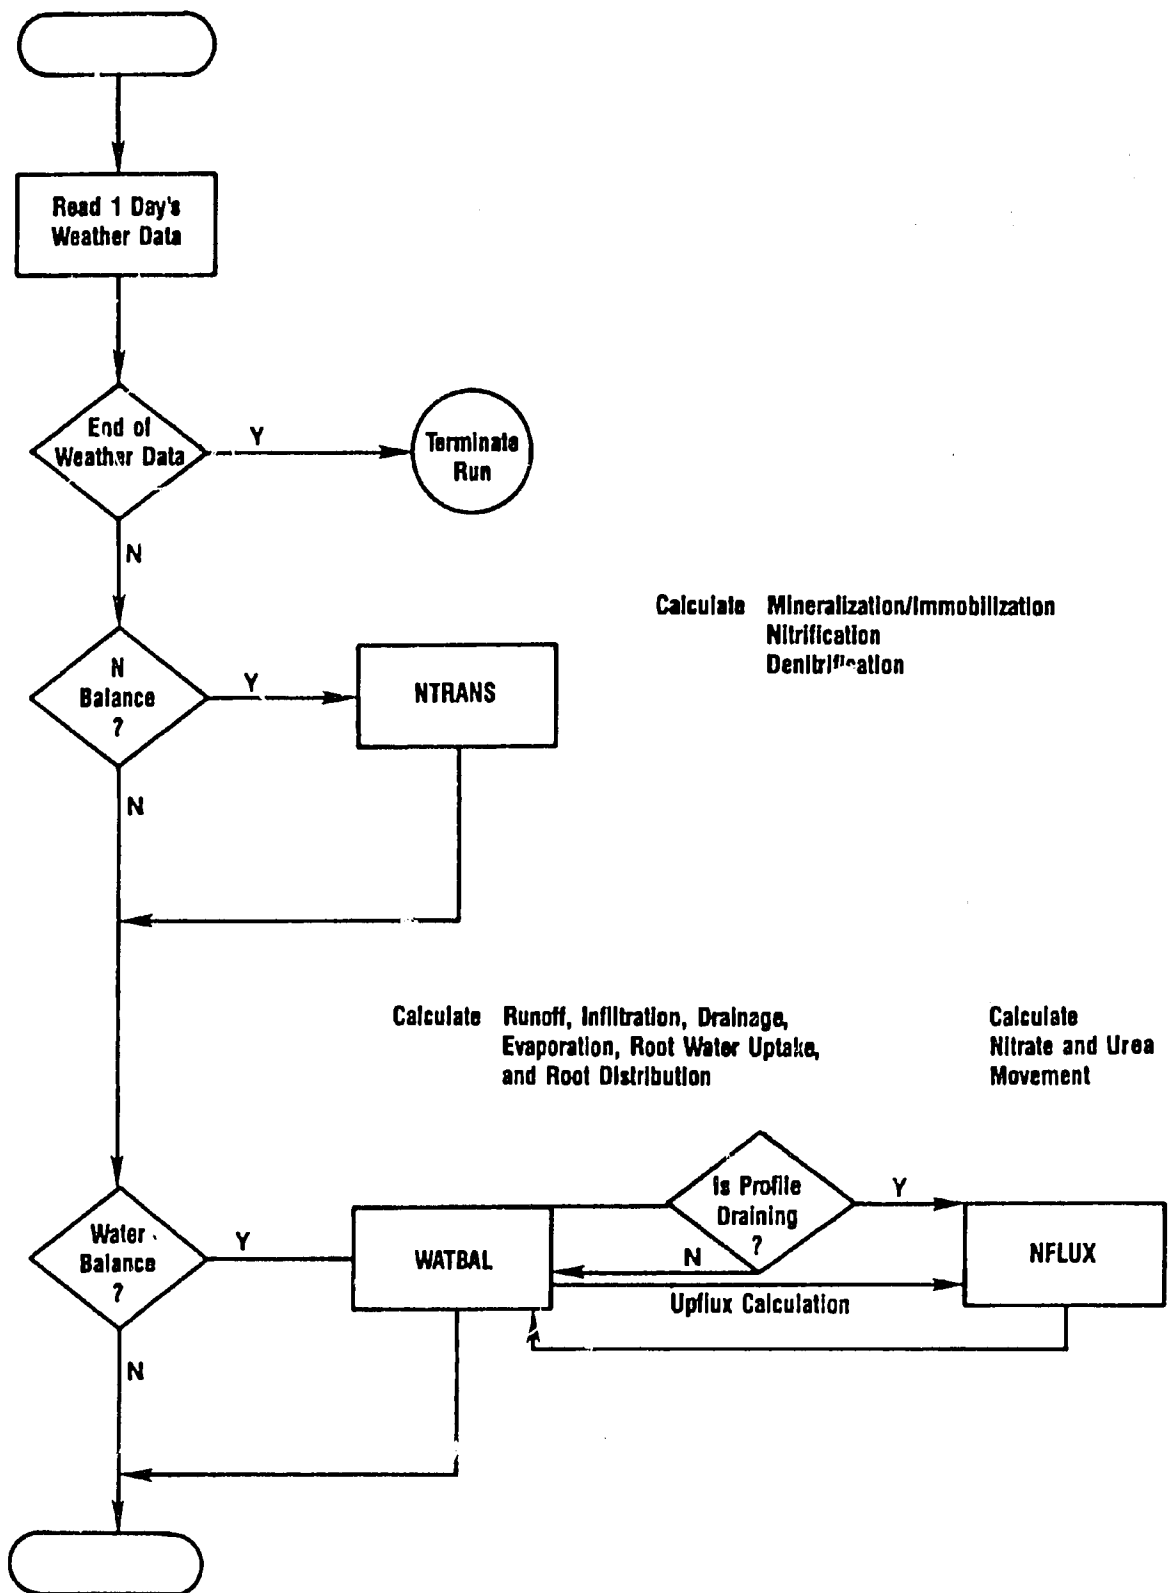 Read 1 Day's
Weather Data
End of
Weather Data
Y
Terminate
Run
N
Calculate Mineralization/Immobilization
Nitrification
Denitrification
N
Balance
?
Y
NTRANS
N
Calculate Runoff, Infiltration, Drainage,
Evaporation, Root Water Uptake,
and Root Distribution
Calculate
Nitrate and Urea
Movement
Is Profile
Draining
?
Y
N
Water
Balance
?
Y
WATBAL
NFLUX
Upflux Calculation
N